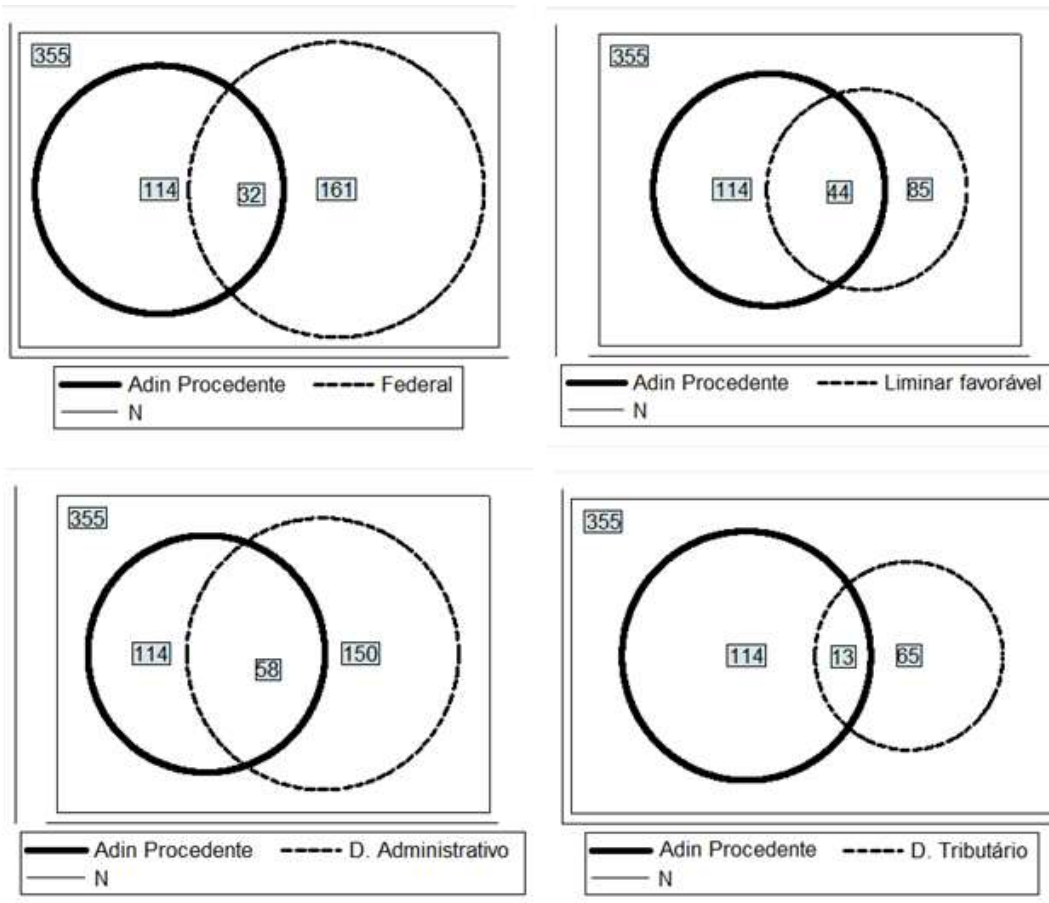 355
114
32
161
Adin Procedente Federal
N
355
114
44
85
Adin Procedente Liminar favorável
N
355
114
58
150
Adin Procedente D. Administrativo
N
355
114
13
65
Adin Procedente D. Tributário
N